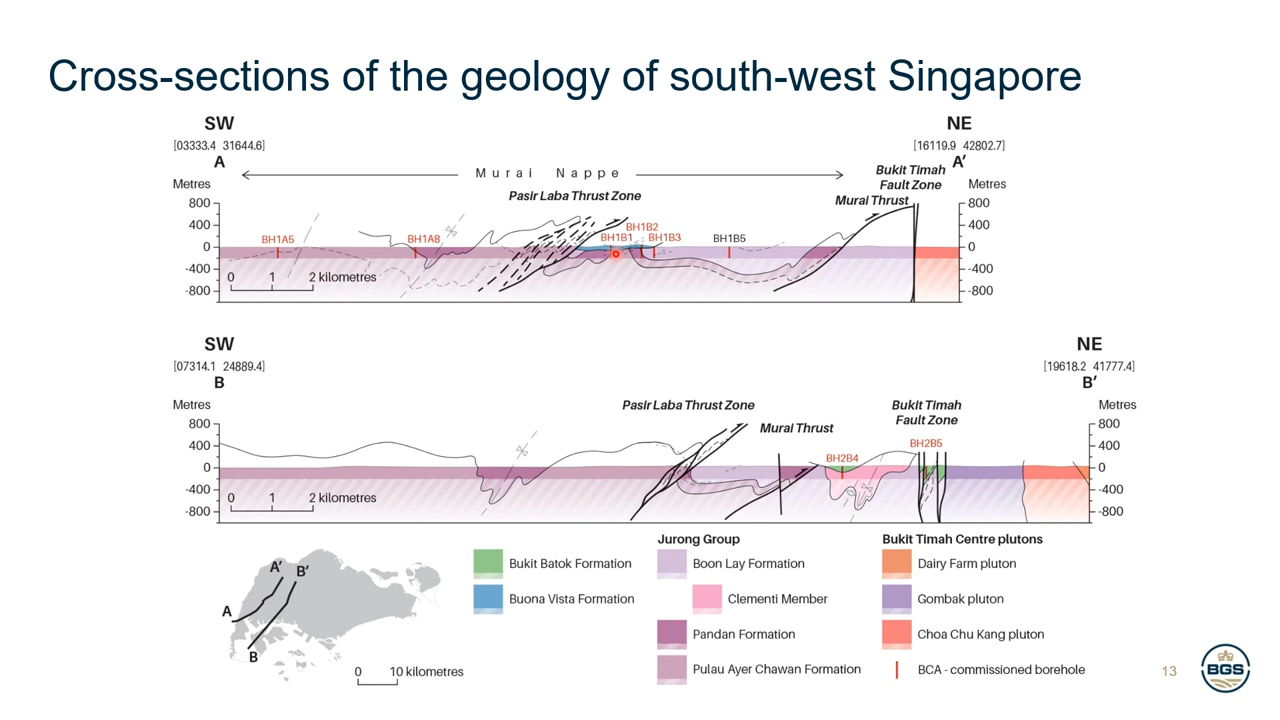 Cross-sections of the geology of south-west Singapore
SW
NE
[03333.4 31644.6]
[16119.9 42802.7]
A
A′
Murai Nappe
Bukit Timah
Fault Zone
Metres
Pasir Laba Thrust Zone
Murai Thrust
Metres
800
400
0
-400
-800
BH1A5
BH1A8
BH1B1
BH1B2
BH1B3
BH1B5
800
400
0
-400
-800
0 1 2 kilometres
SW
NE
[07314.1 24889.4]
[19618.2 41777.4]
B
B′
Metres
Pasir Laba Thrust Zone
Murai Thrust
Bukit Timah
Fault Zone
Metres
800
400
0
-400
-800
BH2B4
BH2B5
800
400
0
-400
-800
0 1 2 kilometres
A′
B′
A
B
0 10 kilometres
Bukit Batok Formation
Buona Vista Formation
Jurong Group
Boon Lay Formation
Clementi Member
Pandan Formation
Pulau Ayer Chawan Formation
Bukit Timah Centre plutons
Dairy Farm pluton
Gombak pluton
Choa Chu Kang pluton
BCA - commissioned borehole
13
BGS